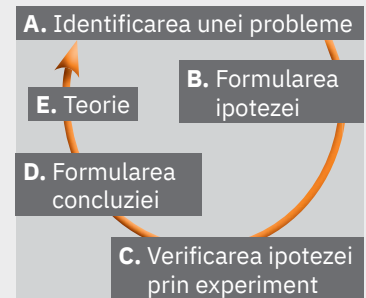 A. Identificarea unei probleme
B. Formularea
ipotezei
C. Verificarea ipotezei
prin experiment
D. Formularea
concluziei
E. Teorie